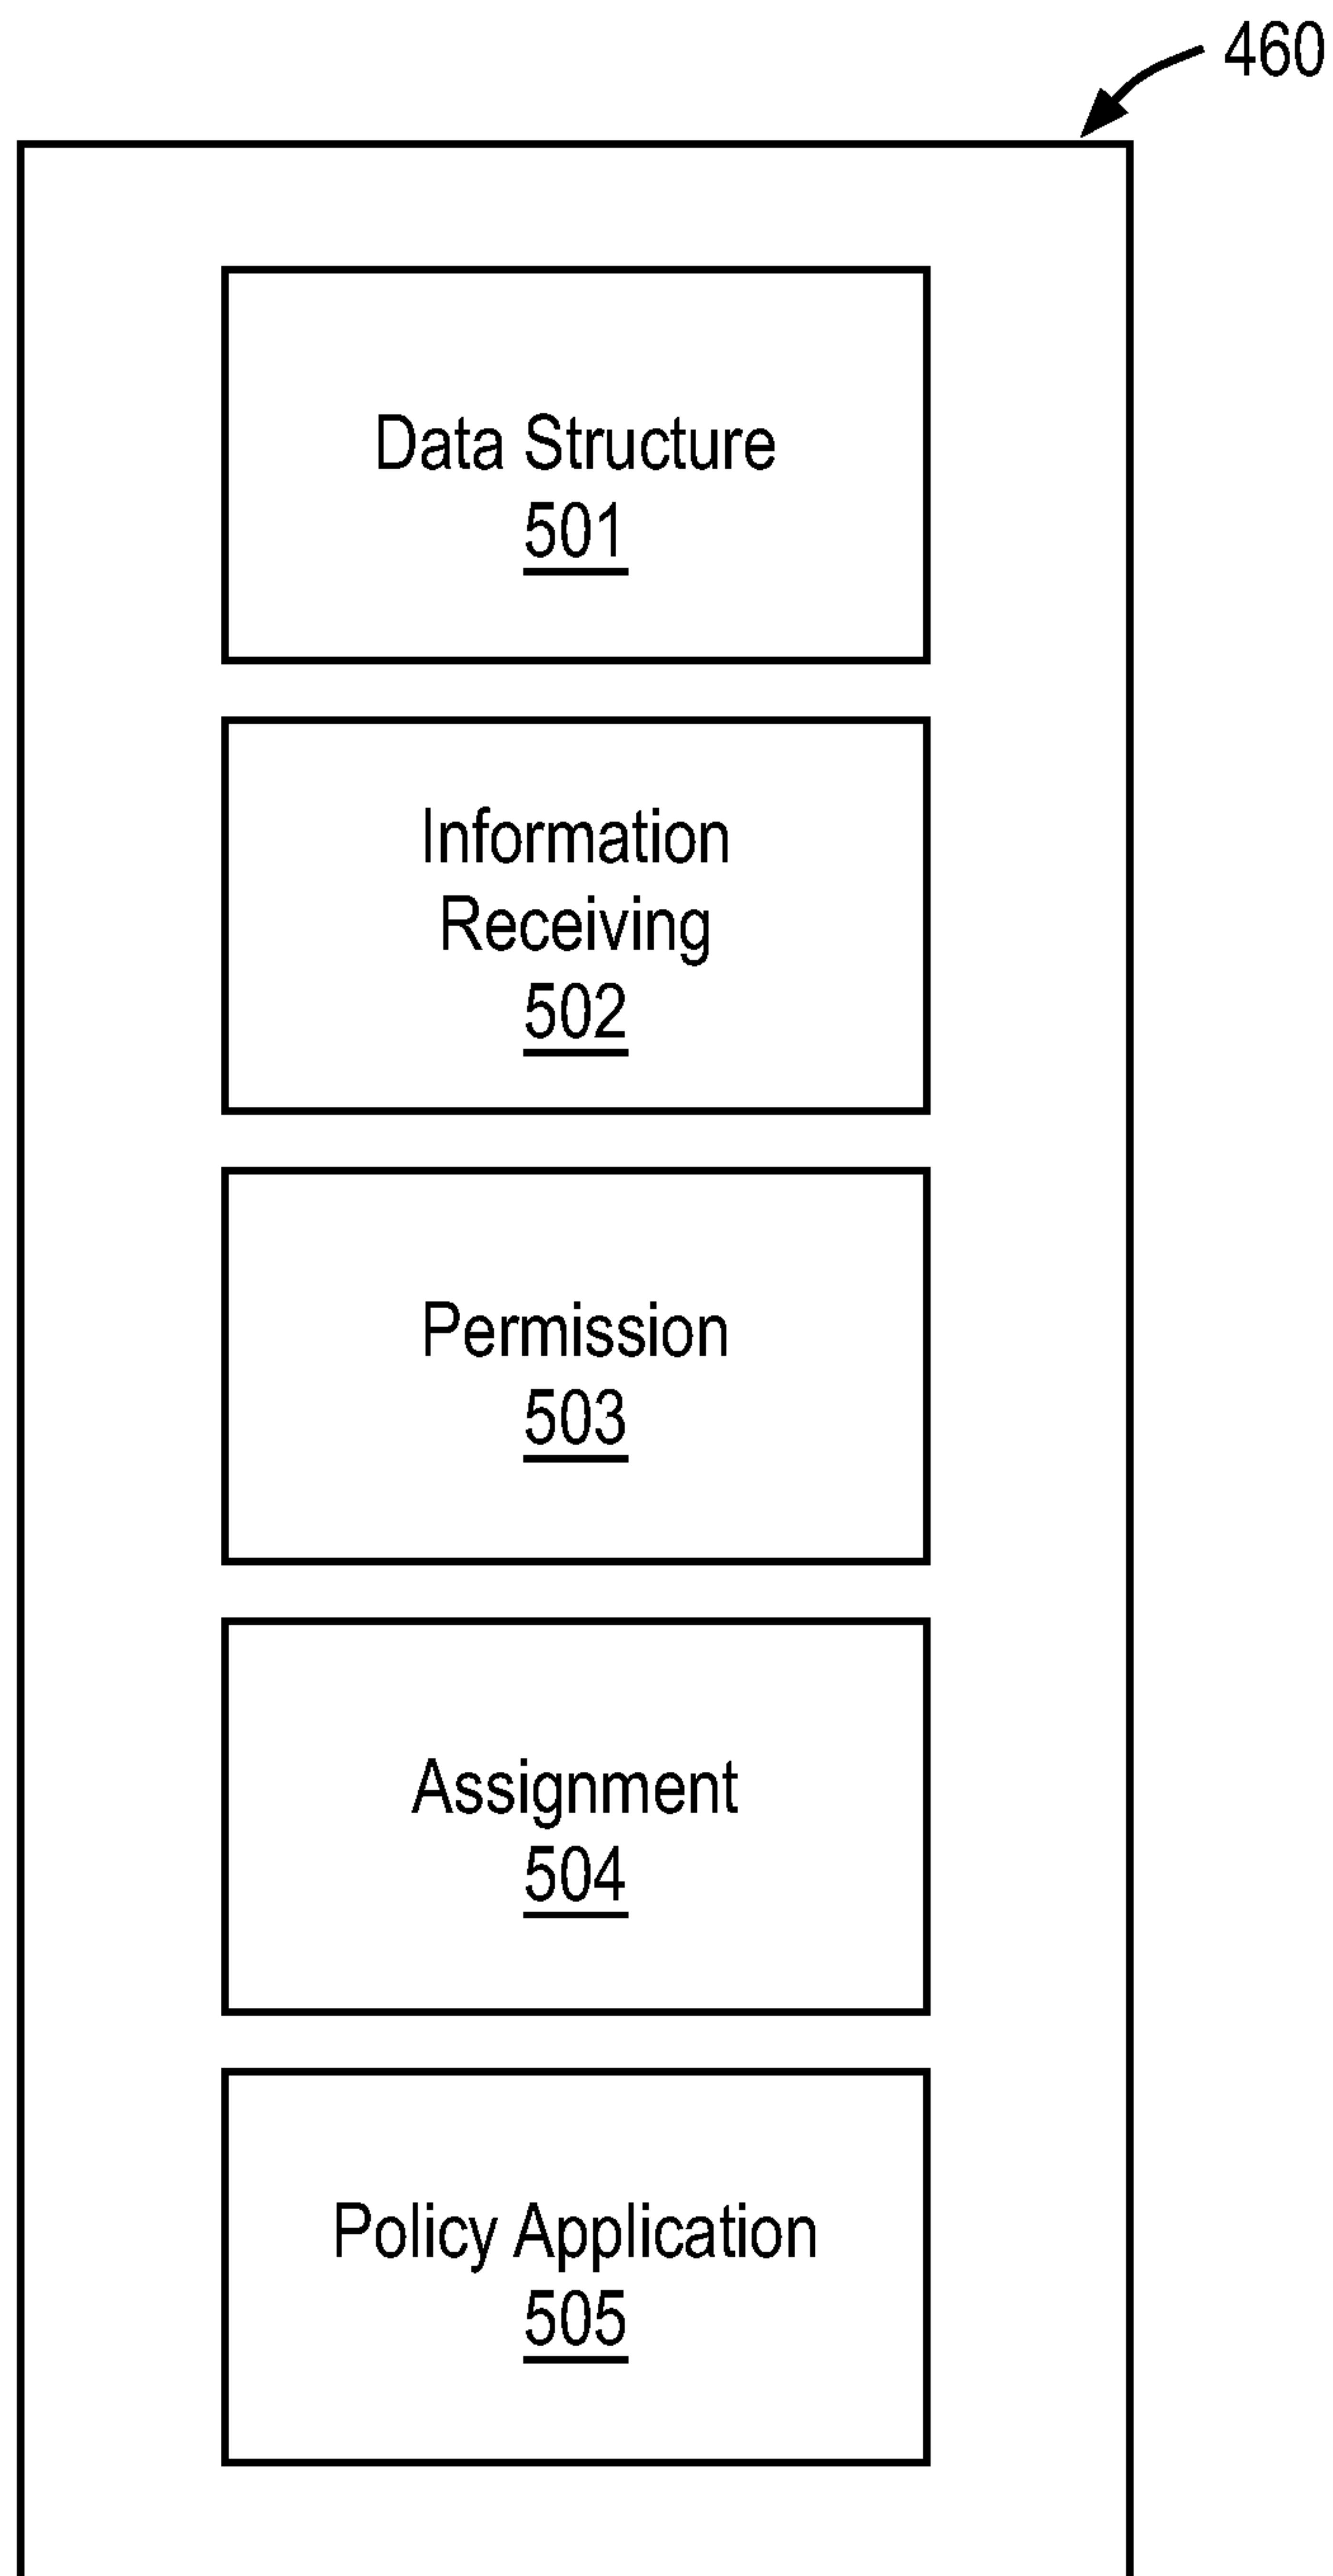 460
Data Structure
501
Information
Receiving
502
Permission
503
Assignment
504
Policy Application
505